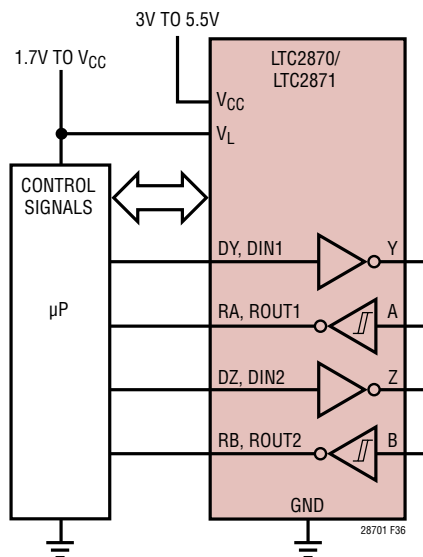 3V TO 5.5V
1.7V TO VCC
LTC2870/
LTC2871
VCC
VL
CONTROL
SIGNALS
µP
DY, DIN1
Y
RA, ROUT1
A
DZ, DIN2
Z
RB, ROUT2
B
GND
28701 F36